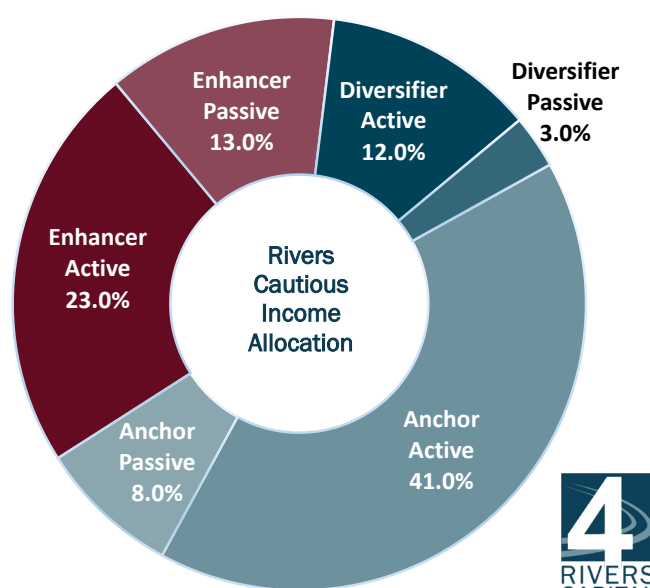 Enhancer
Passive
13.0%
Diversifier
Active
12.0%
Diversifier
Passive
3.0%
Enhancer
Active
23.0%
Rivers
Cautious
Income
Allocation
Anchor
Passive
8.0%
Anchor
Active
41.0%
4
RIVERS
CAPITAL